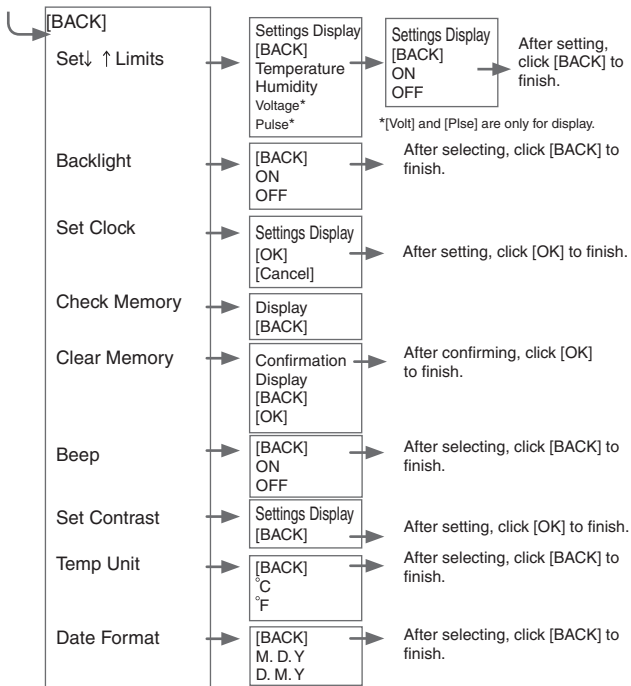 [BACK]
Set↓ ↑ Limits
Settings Display
[BACK]
Temperature
Humidity
Voltage*
Pulse*
Settings Display
[BACK]
ON
OFF
After setting,
click [BACK] to
finish.
*[Volt] and [Plse] are only for display.
Backlight
[BACK]
ON
OFF
After selecting, click [BACK] to
finish.
Set Clock
Settings Display
[OK]
[Cancel]
After setting, click [OK] to finish.
Check Memory
Display
[BACK]
Clear Memory
Confirmation
Display
[BACK]
[OK]
After confirming, click [OK]
to finish.
Beep
[BACK]
ON
OFF
After selecting, click [BACK] to
finish.
Set Contrast
Settings Display
[BACK]
After setting, click [OK] to finish.
Temp Unit
[BACK]
°C
°F
After selecting, click [BACK] to
finish.
Date Format
[BACK]
M. D. Y
D. M. Y
After selecting, click [BACK] to
finish.